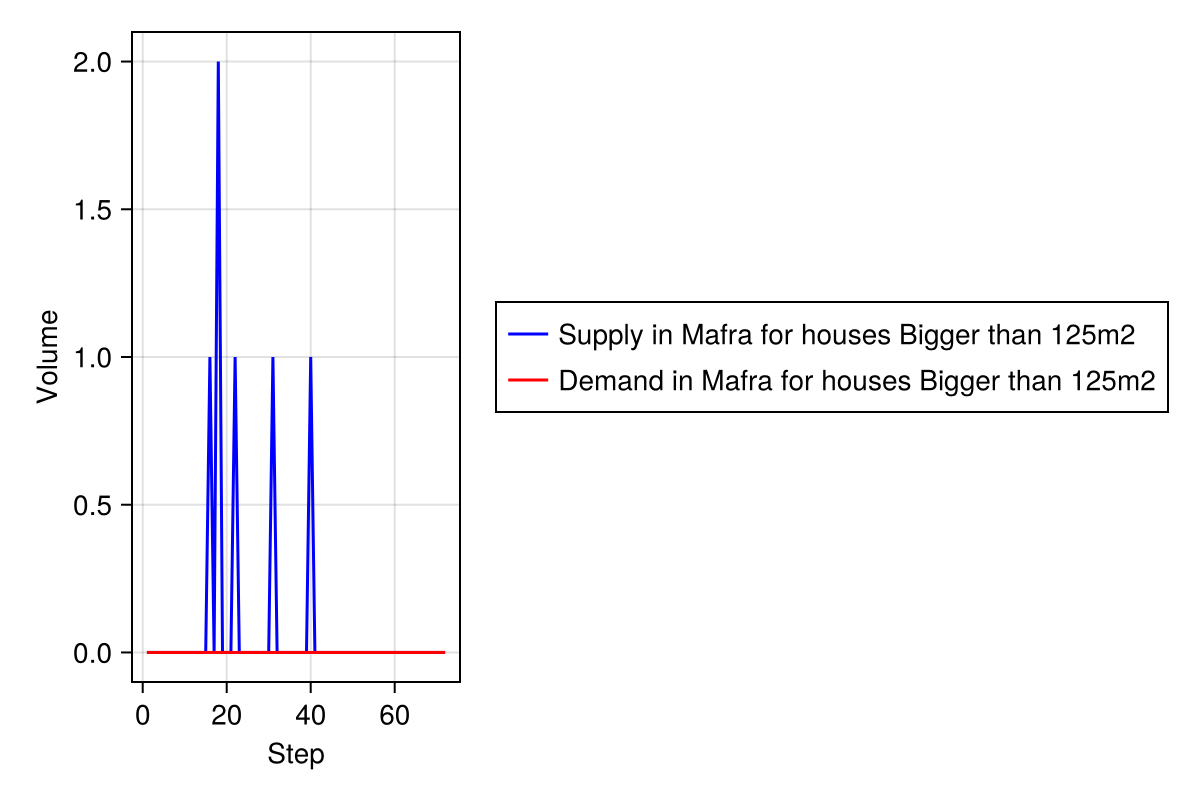 2.0
1.5
1.0
0.5
0.0
Volume
0 20 40 60
Step
Supply in Mafra for houses Bigger than 125m2
Demand in Mafra for houses Bigger than 125m2